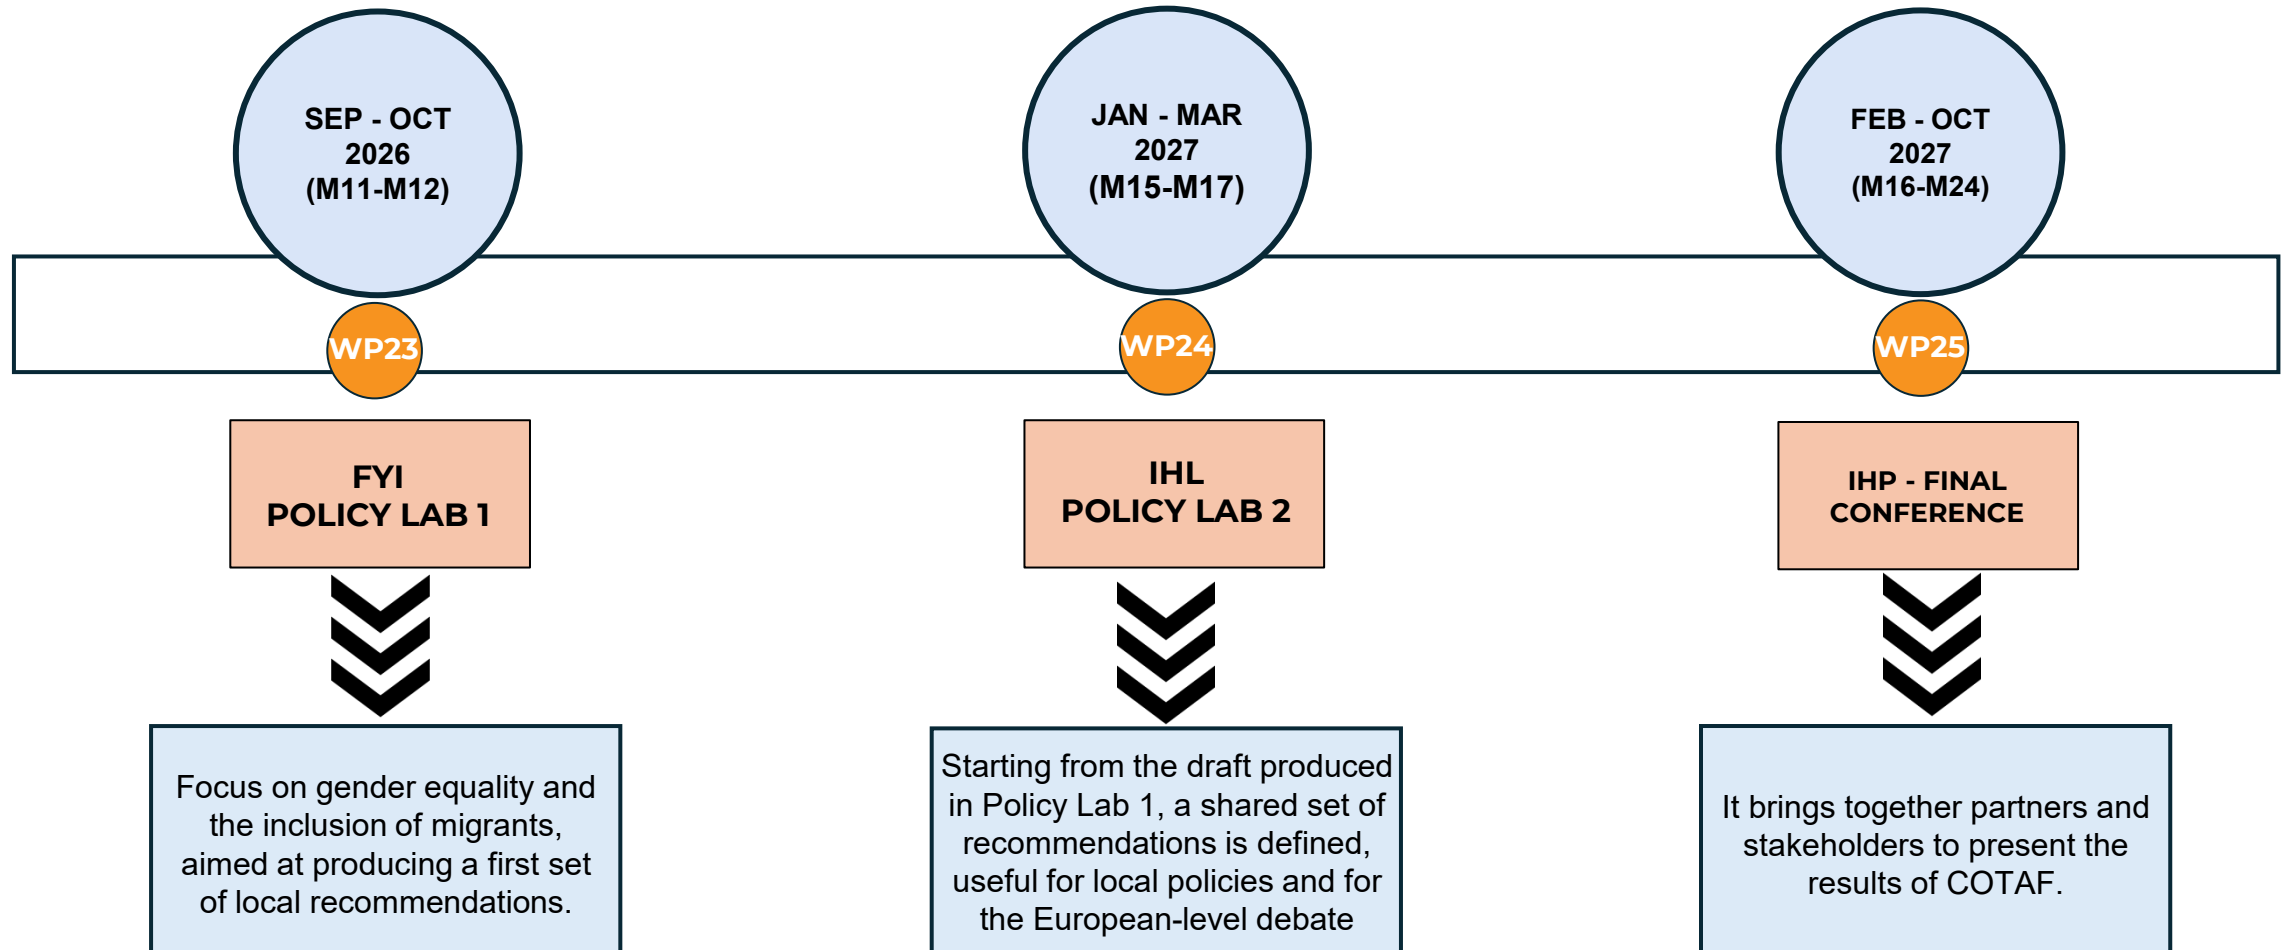 SEP - OCT
2026
(M11-M12)
JAN - MAR
2027
(M15-M17)
FEB - OCT
2027
(M16-M24)
WP23
WP24
WP25
FYI
POLICY LAB 1
IHL
POLICY LAB 2
IHP - FINAL
CONFERENCE
Focus on gender equality and
the inclusion of migrants,
aimed at producing a first set
of local recommendations.
Starting from the draft produced
in Policy Lab 1, a shared set of
recommendations is defined,
useful for local policies and for
the European-level debate
It brings together partners and
stakeholders to present the
results of COTAF.